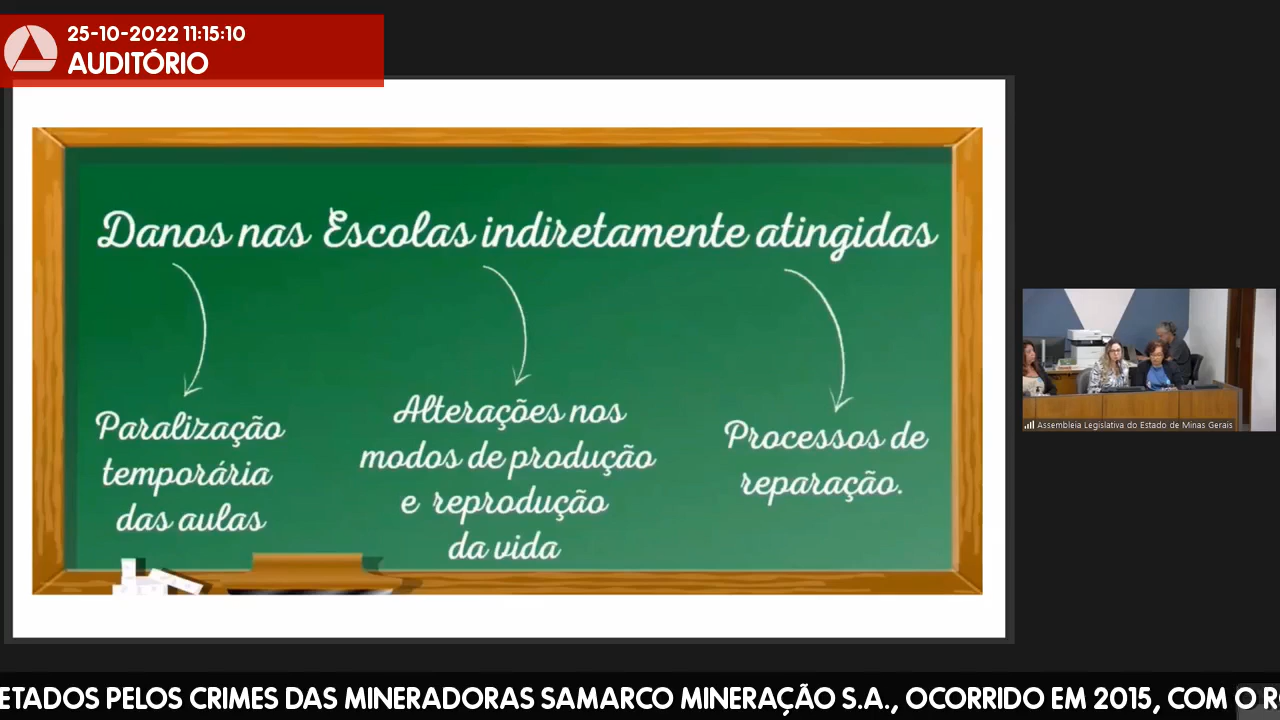 25-10-2022 11:15:10
AUDITÓRIO
Danos nas Escolas indiretamente atingidas
Paralização
temporária
das aulas
Alterações nos
modos de produção
e reprodução
da vida
Processos de
reparação.
Assembleia Legislativa do Estado de Minas Gerais
ETADOS PELOS CRIMES DAS MINERADORAS SAMARCO MINERAÇÃO S.A., OCORRIDO EM 2015, COM O R